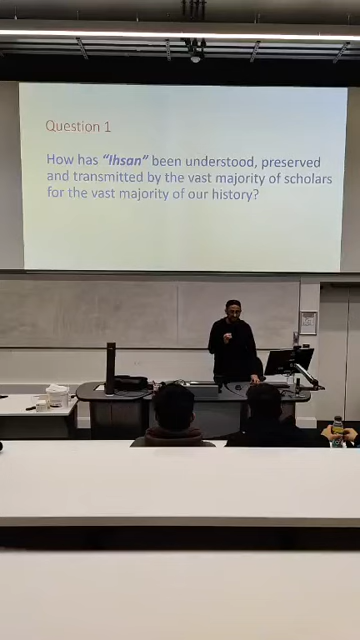 Question 1
How has “Ihsan” been understood, preserved
and transmitted by the vast majority of scholars
for the vast majority of our history?